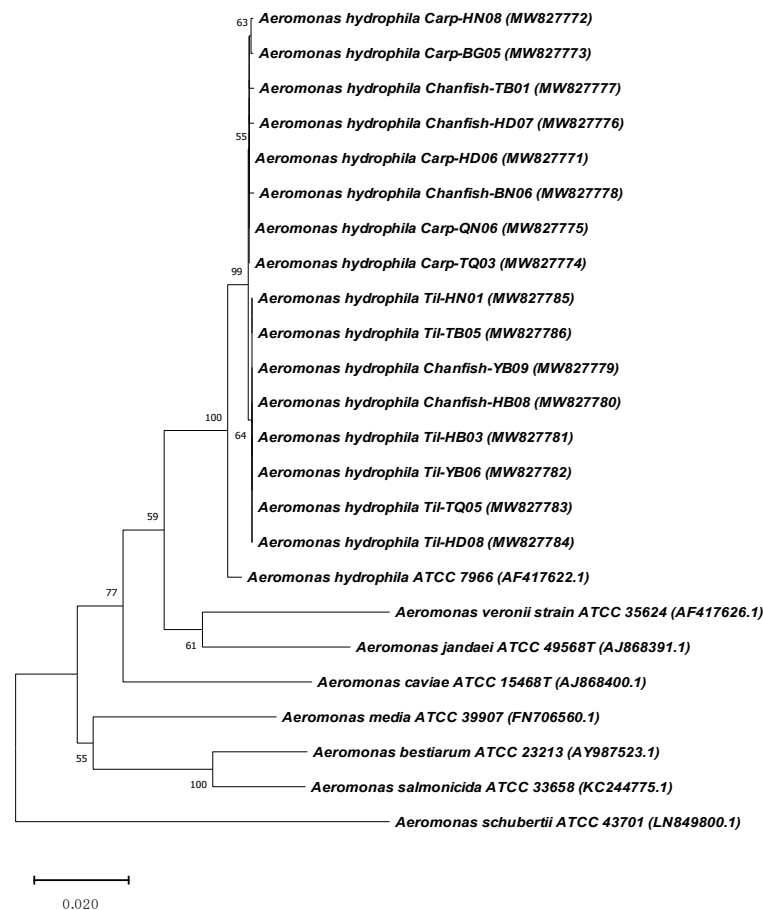 63
Aeromonas hydrophila Carp-HN08 (MW827772)
Aeromonas hydrophila Carp-BG05 (MW827773)
Aeromonas hydrophila Chanfish-TB01 (MW827777)
Aeromonas hydrophila Chanfish-HD07 (MW827776)
55
Aeromonas hydrophila Carp-HD06 (MW827771)
Aeromonas hydrophila Chanfish-BN06 (MW827778)
Aeromonas hydrophila Carp-QN06 (MW827775)
Aeromonas hydrophila Carp-TQ03 (MW827774)
99
Aeromonas hydrophila Til-HN01 (MW827785)
Aeromonas hydrophila Til-TB05 (MW827786)
Aeromonas hydrophila Chanfish-YB09 (MW827779)
Aeromonas hydrophila Chanfish-HB08 (MW827780)
100
64
Aeromonas hydrophila Til-HB03 (MW827781)
Aeromonas hydrophila Til-YB06 (MW827782)
Aeromonas hydrophila Til-TQ05 (MW827783)
59
Aeromonas hydrophila Til-HD08 (MW827784)
Aeromonas hydrophila ATCC 7966 (AF417622.1)
77
Aeromonas veronii strain ATCC 35624 (AF417626.1)
61
Aeromonas jandaei ATCC 49568T (AJ868391.1)
Aeromonas caviae ATCC 15468T (AJ868400.1)
Aeromonas media ATCC 39907 (FN706560.1)
55
Aeromonas bestiarum ATCC 23213 (AY987523.1)
100
Aeromonas salmonicida ATCC 33658 (KC244775.1)
Aeromonas schubertii ATCC 43701 (LN849800.1)
0.020